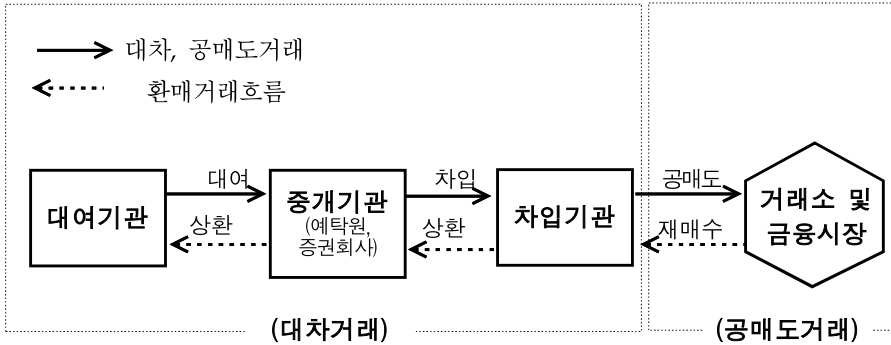 대차, 공매도거래
환매거래흐름
대여기관
대여
상환
중개기관
(예탁원,
증권회사)
차입
상환
차입기관
공매도
재매수
거래소 및
금융시장
(대차거래)
(공매도거래)